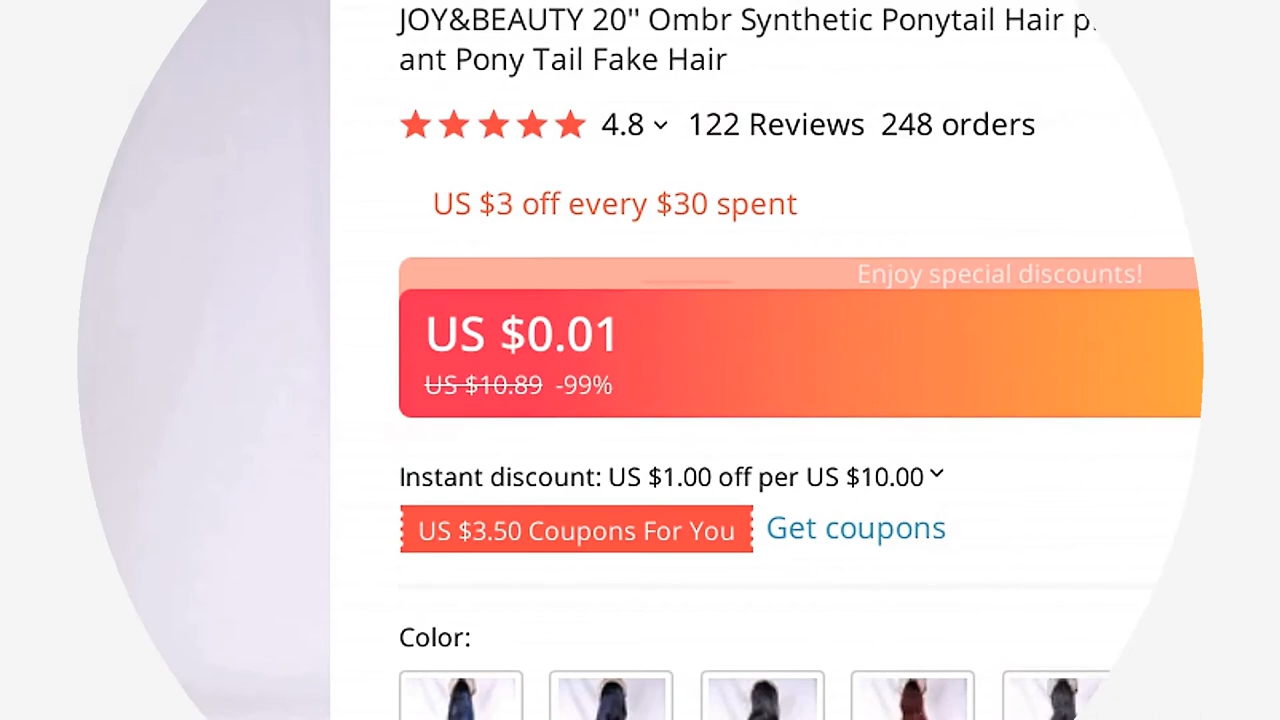 JOY&BEAUTY 20" Ombr Synthetic Ponytail Hair
ant Pony Tail Fake Hair
4.8 122 Reviews 248 orders
US $3 off every $30 spent
Enjoy special discounts!
US $0.01
US $10.89 -99%
Instant discount: US $1.00 off per US $10.00
US $3.50 Coupons For You Get coupons
Color: